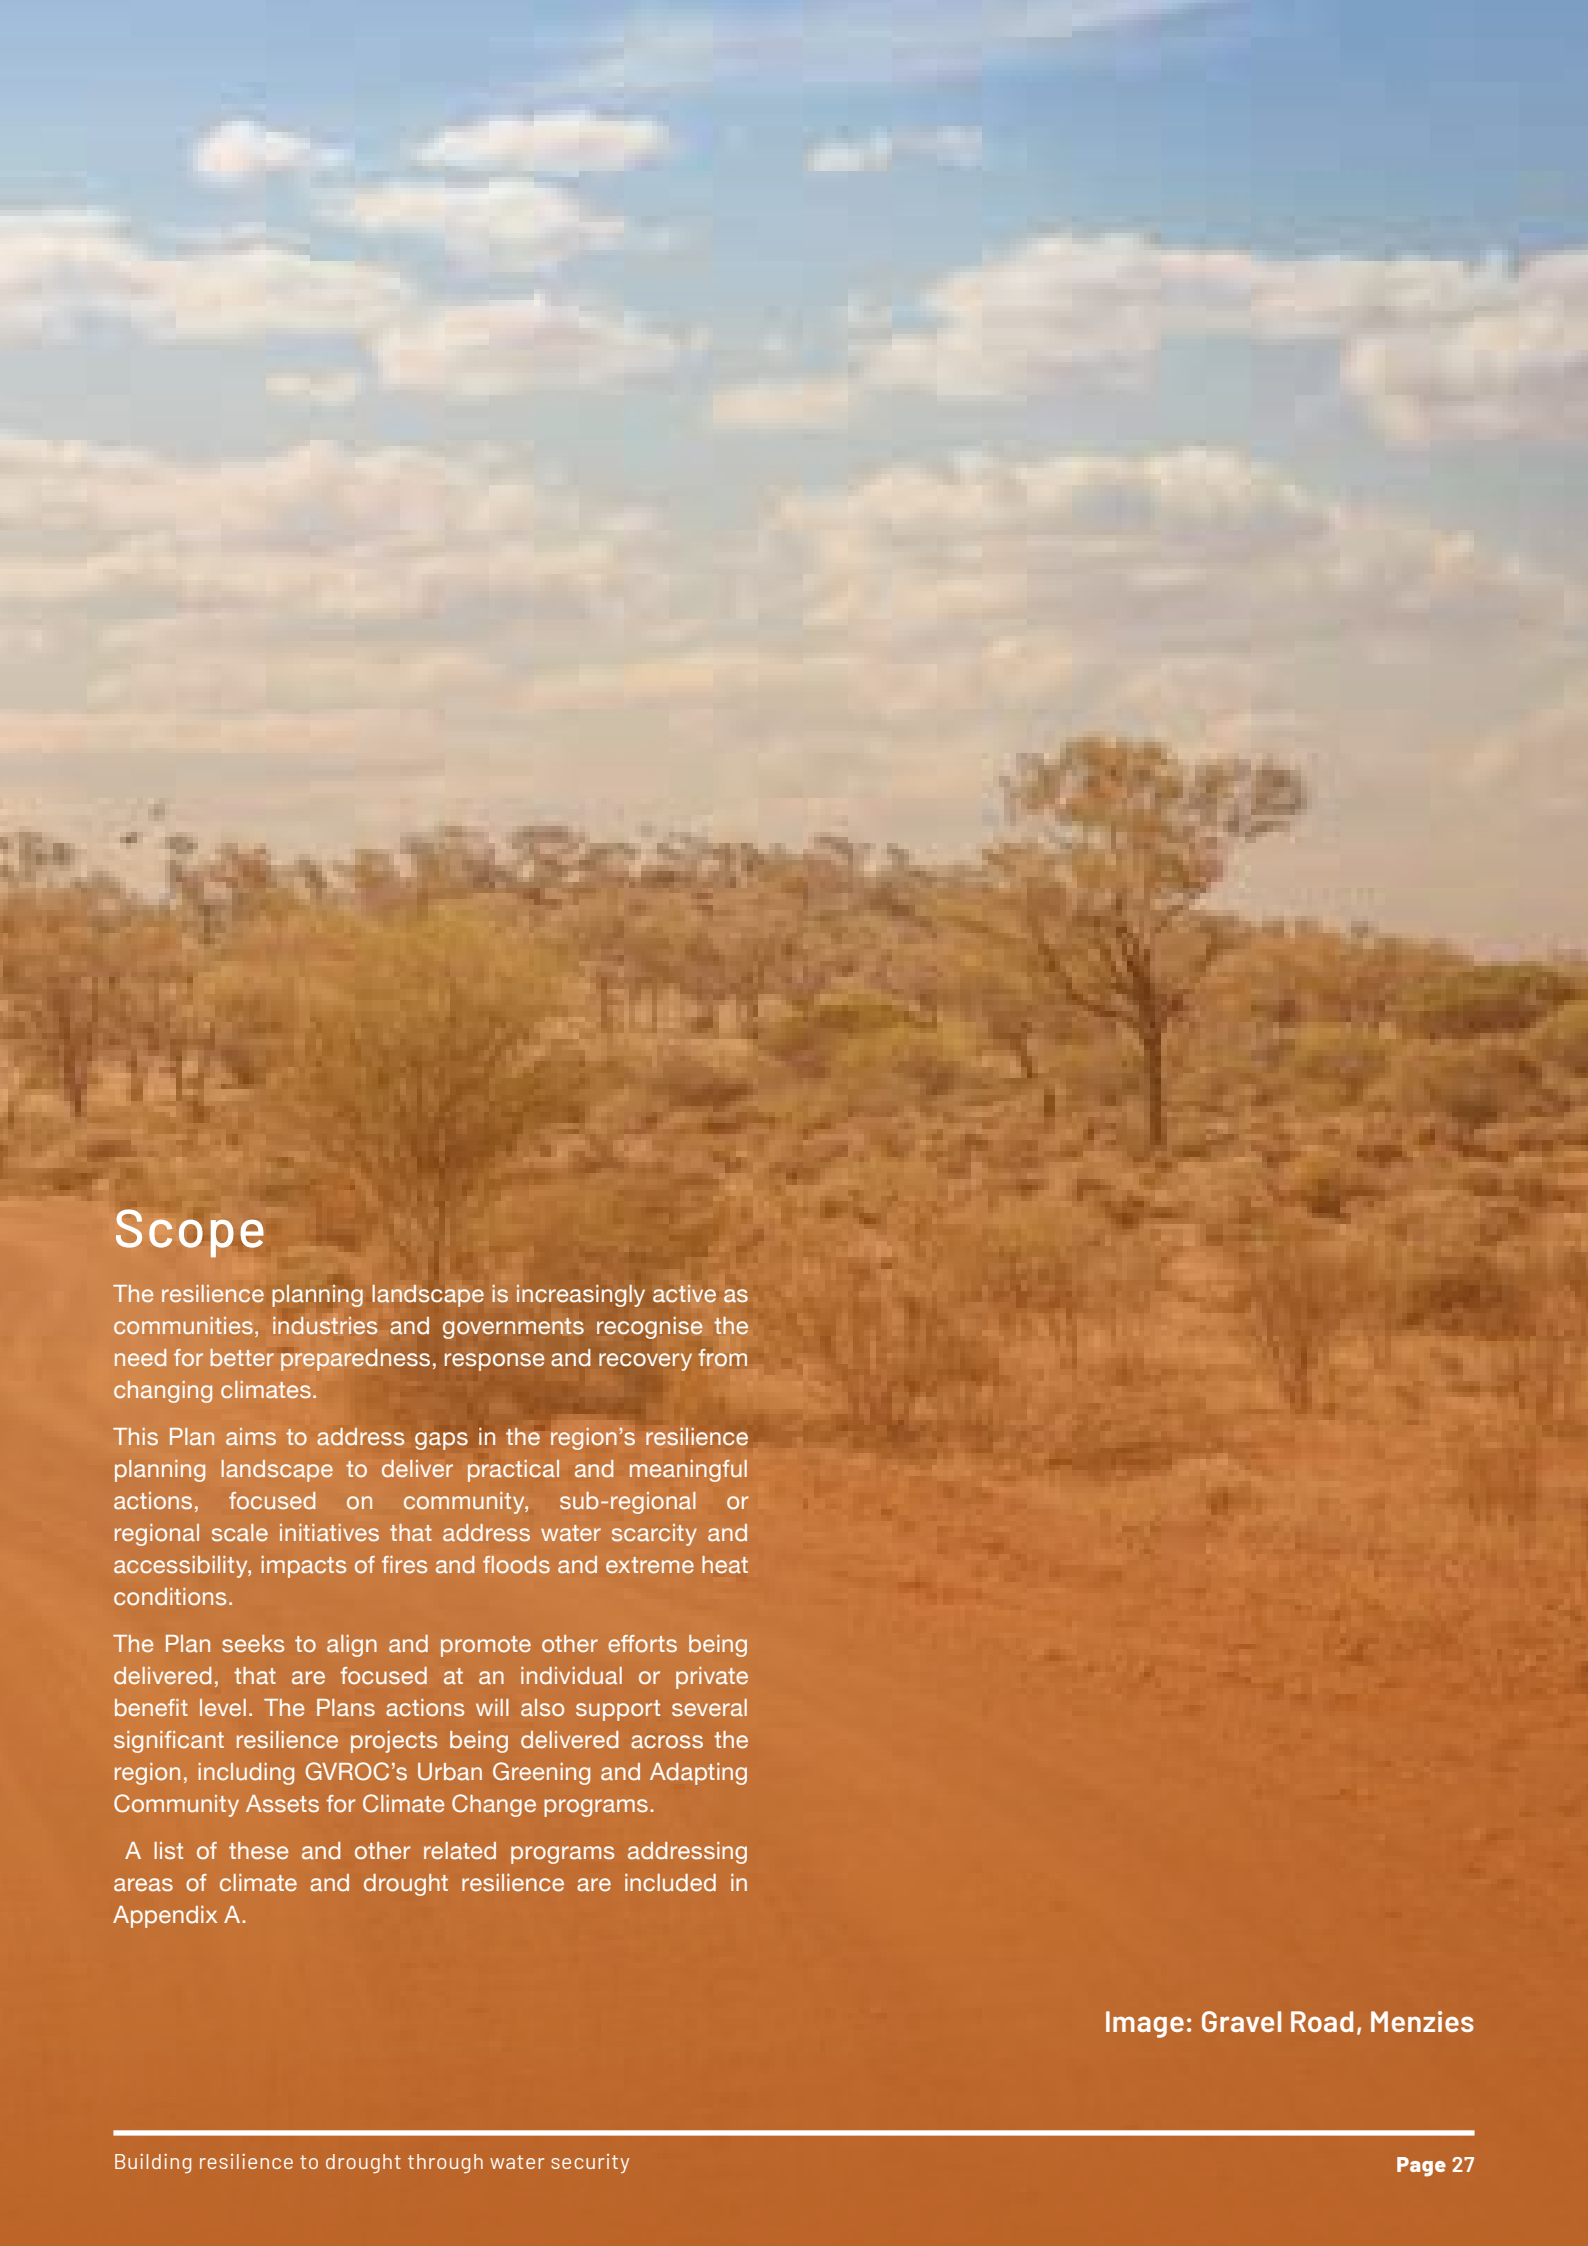 Scope
The resilience planning landscape is increasingly active as
communities, industries and governments recognise the
need for better preparedness, response and recovery from
changing climates.
This Plan aims to address gaps in the region's resilience
planning landscape to deliver practical and meaningful
actions, focused on community, sub-regional or
regional scale initiatives that address water scarcity and
accessibility, impacts of fires and floods and extreme heat
conditions.
The Plan seeks to align and promote other efforts being
delivered, that are focused at an individual or private
benefit level. The Plans actions will also support several
significant resilience projects being delivered across the
region, including GVROC's Urban Greening and Adapting
Community Assets for Climate Change programs.
A list of these and other related programs addressing
areas of climate and drought resilience are included in
Appendix A.
Image: Gravel Road, Menzies
Building resilience to drought through water security
Page 27